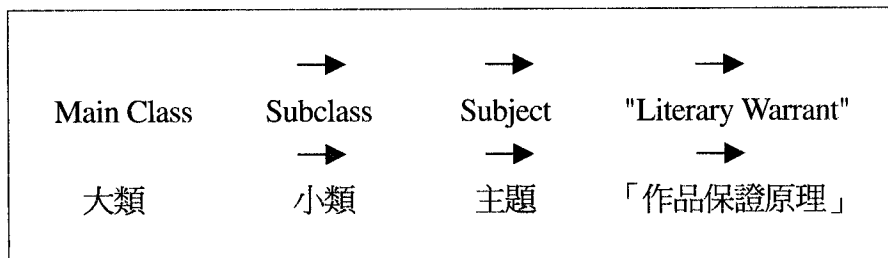 → → →
Main Class Subclass Subject "Literary Warrant"
→ → →
大類 小類 主題 「作品保證原理」